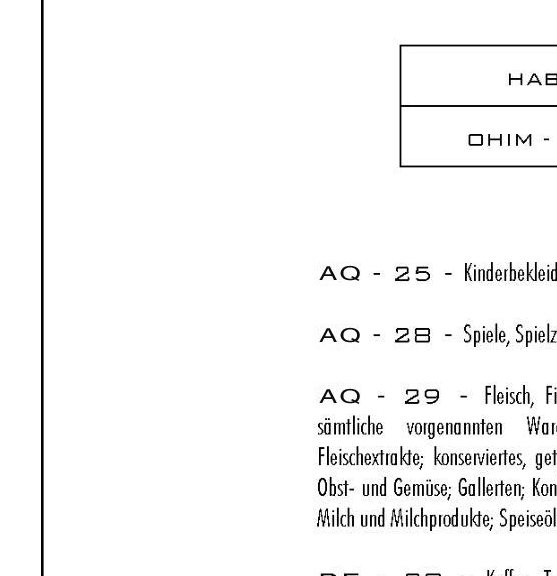 HAB
OHIM -
AQ - 25 - Kinderbekleid
AQ - 28 - Spiele, Spielz
AQ - 29 - Fleisch, Fi
sämtliche vorgenannten War
Fleischextrakte; konserviertes, get
Obst- und Gemüse; Gallerten; Kon
Milch und Milchprodukte; Speiseöl